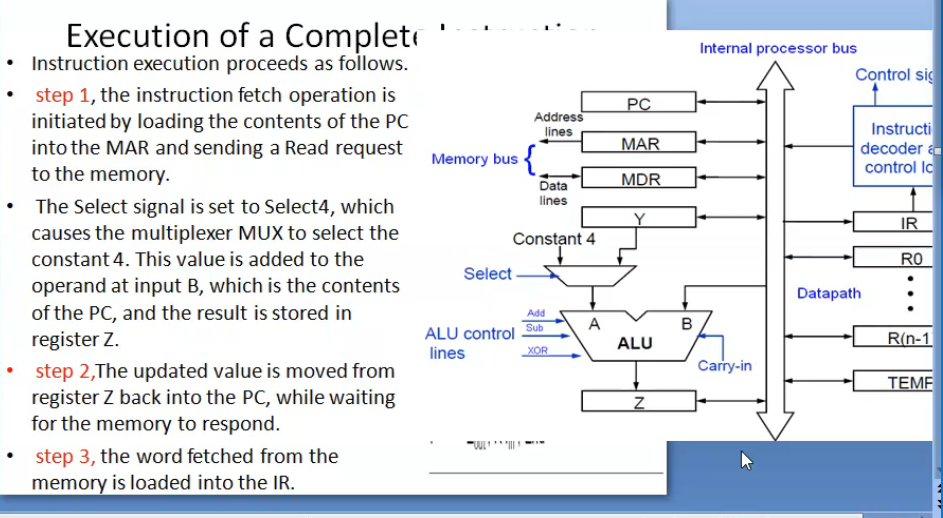 Execution of a Complete
• Instruction execution proceeds as follows.
• step 1, the instruction fetch operation is
initiated by loading the contents of the PC
into the MAR and sending a Read request
to the memory.
• The Select signal is set to Select4, which
causes the multiplexer MUX to select the
constant 4. This value is added to the
operand at input B, which is the contents
of the PC, and the result is stored in
register Z.
• step 2,The updated value is moved from
register Z back into the PC, while waiting
for the memory to respond.
• step 3, the word fetched from the
memory is loaded into the IR.
Internal processor bus
Control sig
PC
Address
lines
MAR
Instructi
decoder a
control lo
Memory bus
MDR
Data
lines
Y
IR
Constant 4
R0
Select
Datapath
Add
A
B
ALU control
lines
Sub
ALU
R(n-1
XOR
Carry-in
TEMP
Z